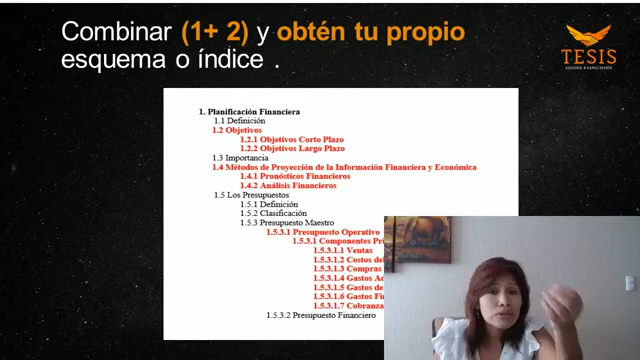 Combinar (1+ 2) y obtén tu propio
esquema o índice .
TESIS
1. Planificación Financiera
1.1 Definición
1.2 Objetivos
1.2.1 Objetivos Corto Plazo
1.2.2 Objetivos Largo Plazo
1.3 Importancia
1.4 Métodos de Proyección de la Información Financiera y Económica
1.4.1 Pronósticos Financieros
1.4.2 Análisis Financieros
1.5 Los Presupuestos
1.5.1 Definición
1.5.2 Clasificación
1.5.3 Presupuesto Maestro
1.5.3.1 Presupuesto Operativo
1.5.3.1 Componentes
1.5.3.1.1 Ventas
1.5.3.1.2 Costos
1.5.3.1.3 Compras
1.5.3.1.4 Gastos
1.5.3.1.5 Gastos de
1.5.3.1.6 Gastos
1.5.3.1.7
1.5.3.2 Presupuesto Financiero